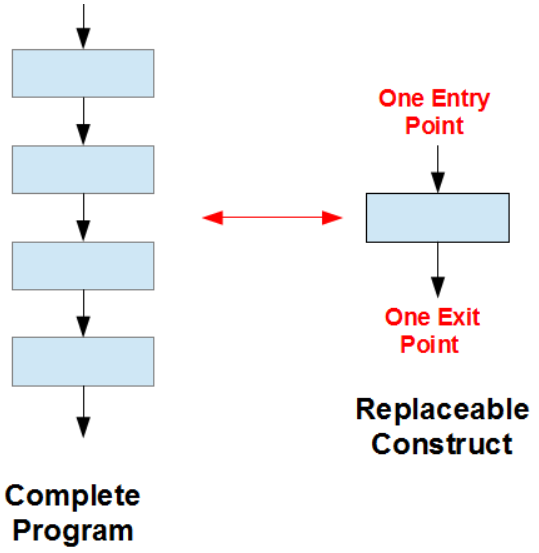 One Entry
Point
One Exit
Point
Replaceable
Construct
Complete
Program